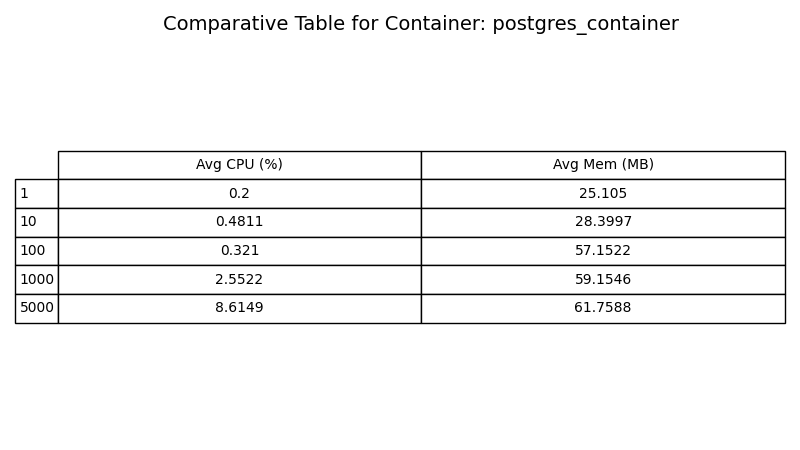 Comparative Table for Container: postgres_container
Avg CPU (%) Avg Mem (MB)
1 0.2 25.105
10 0.4811 28.3997
100 0.321 57.1522
1000 2.5522 59.1546
5000 8.6149 61.7588